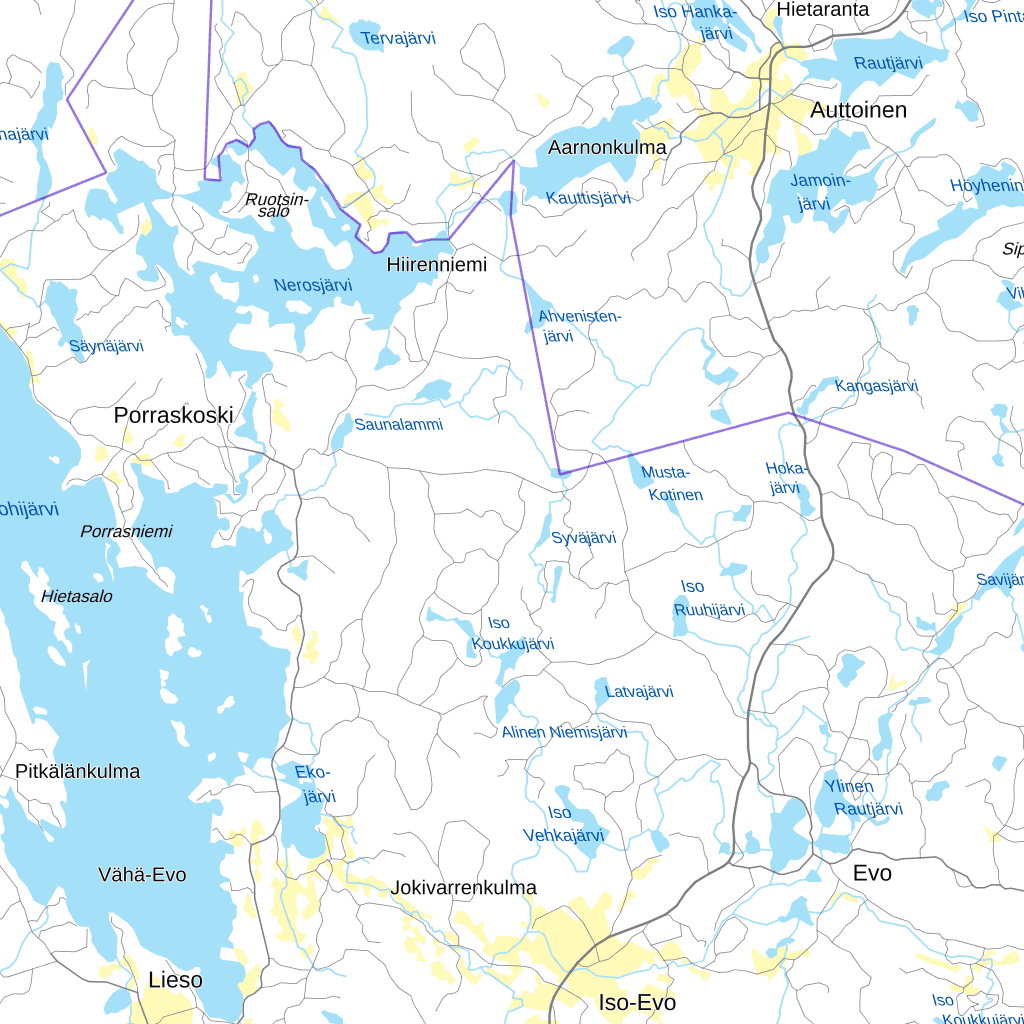 Iso Hanka-
järvi
Hietaranta
Tervajärvi
Rautjärvi
Auttoinen
Aarnonkulma
Jamoin-
järvi
Kauttisjärvi
Ruotsin-
salo
Hiirenniemi
Nerosjärvi
Ahvenisten-
järvi
Säynäjärvi
Kangasjärvi
Porraskoski
Saunalammi
Musta-
Kotinen
Hoka-
järvi
Porrasniemi
Syväjärvi
Hietasalo
Iso
Ruuhijärvi
Iso
Koukkujärvi
Latvajärvi
Alinen Niemisjärvi
Pitkälänkulma
Eko-
järvi
Ylinen
Rautjärvi
Iso
Vehkajärvi
Vähä-Evo
Evo
Jokivarrenkulma
Lieso
Iso-Evo
Iso
Koukkujärvi